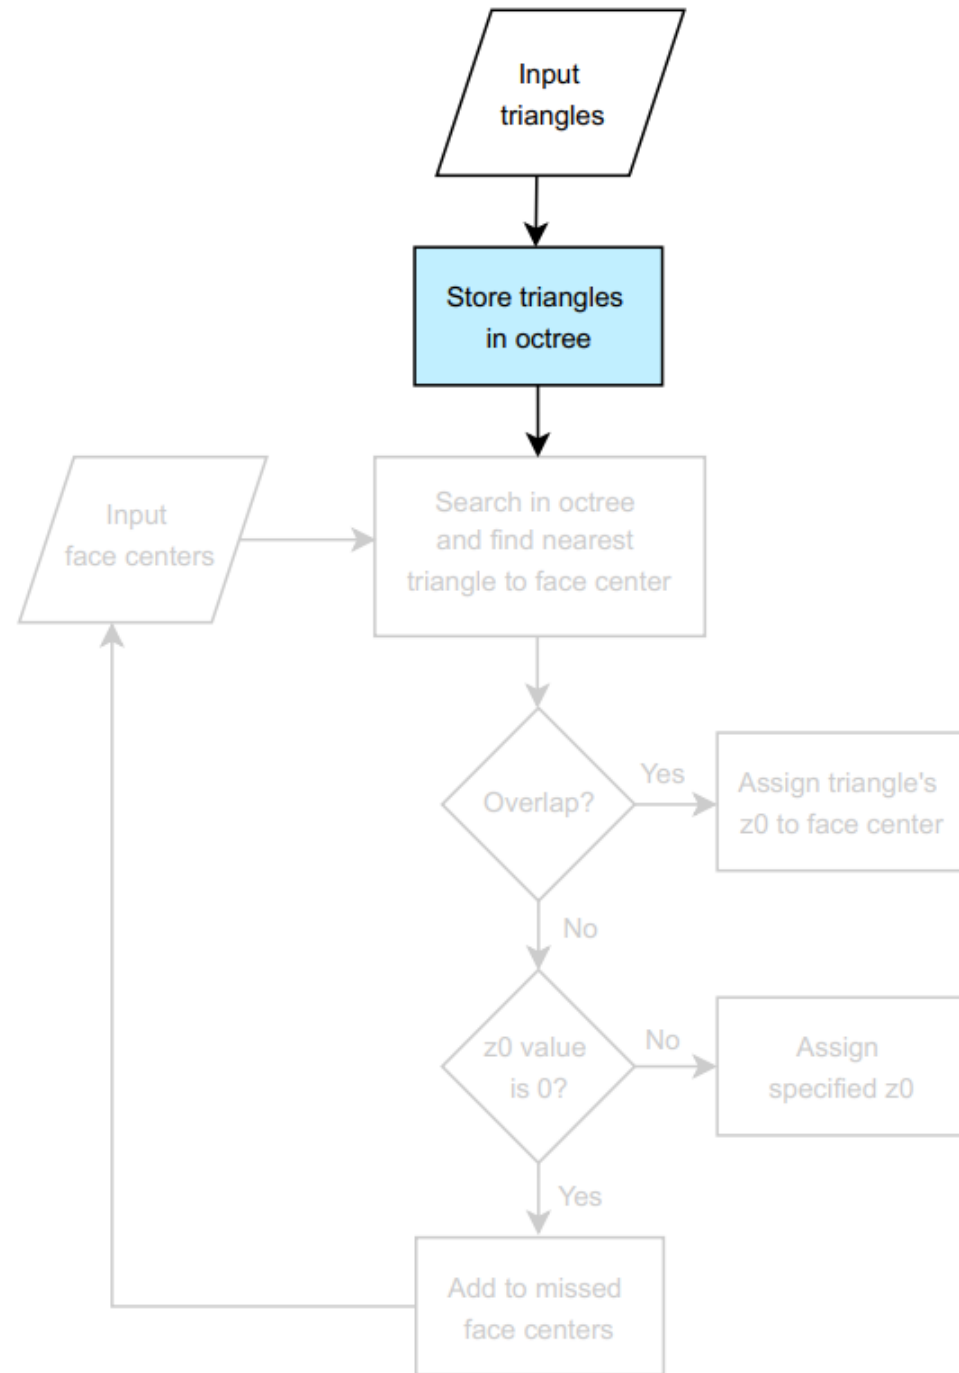 Input
triangles
Store triangles
in octree
Input
face centers
Search in octree
and find nearest
triangle to face center
Overlap?
Yes
Assign triangle's
z0 to face center
No
z0 value
is 0?
No
Assign
specified z0
Yes
Add to missed
face centers